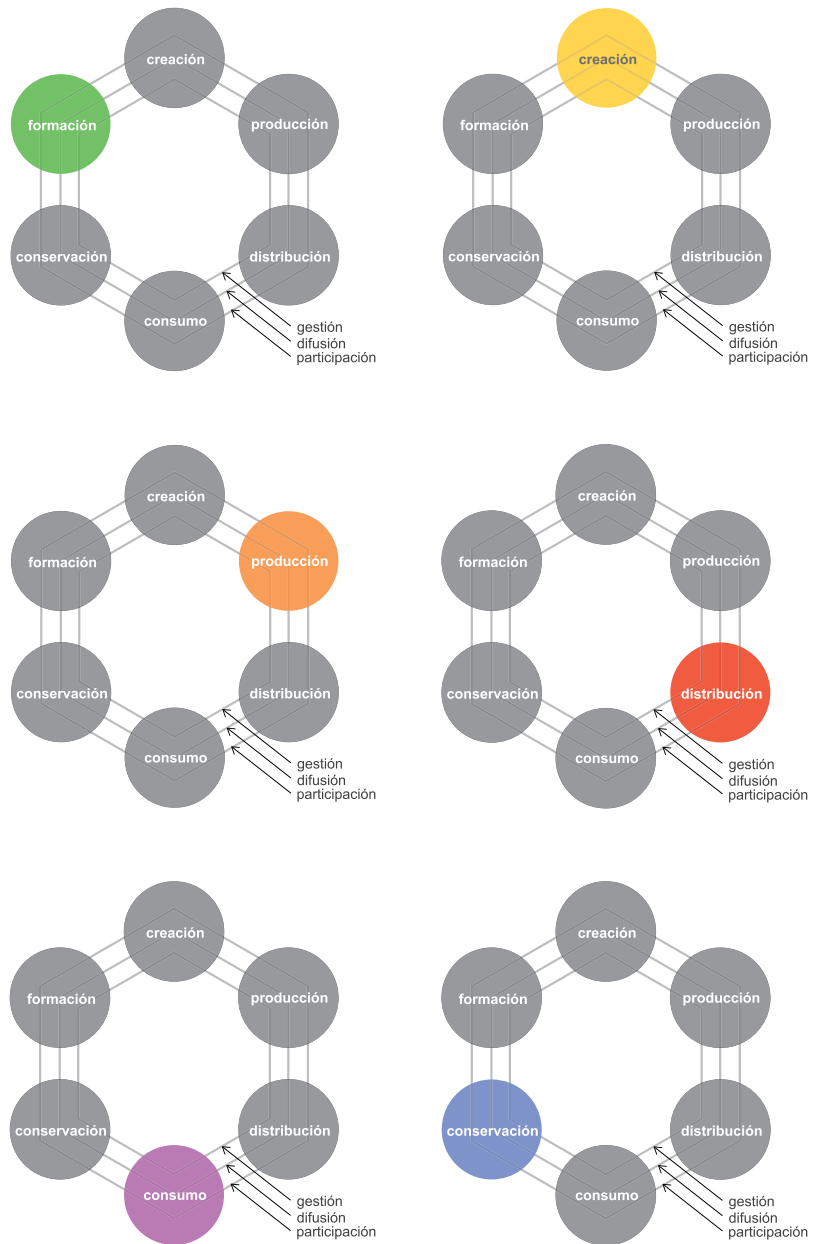 creación
formación
producción
conservación
distribución
consumo
gestión
difusión
participación
creación
formación
producción
conservación
distribución
consumo
gestión
difusión
participación
creación
formación
producción
conservación
distribución
consumo
gestión
difusión
participación
creación
formación
producción
conservación
distribución
consumo
gestión
difusión
participación
creación
formación
producción
conservación
distribución
consumo
gestión
difusión
participación
creación
formación
producción
conservación
distribución
consumo
gestión
difusión
participación